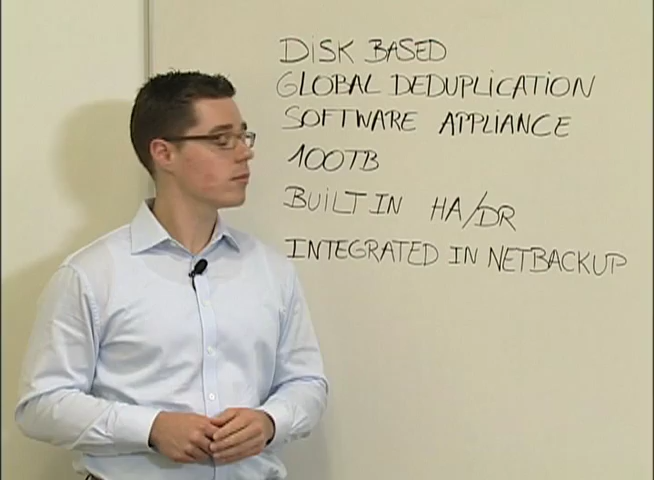 DISK BASED
GLOBAL DEDUPLICATION
SOFTWARE APPLIANCE
100TB
BUILT IN HA/DR
INTEGRATED IN NETBACKUP